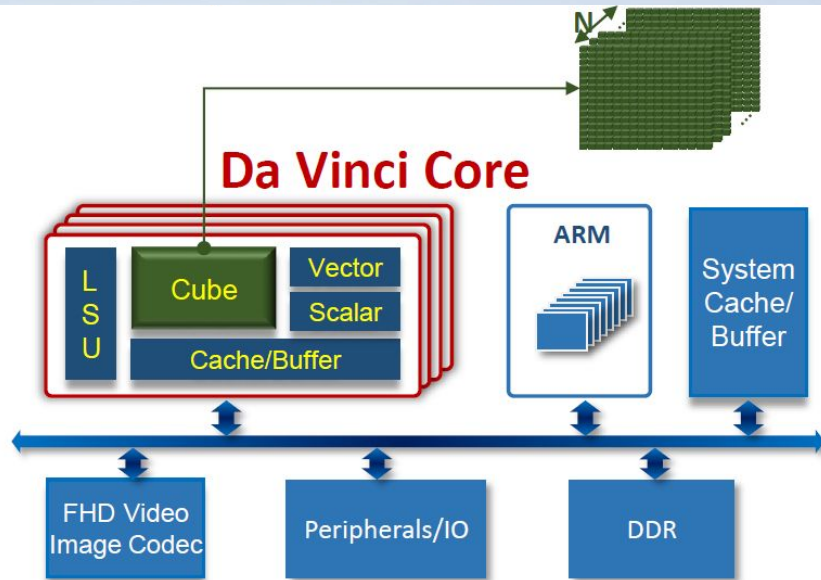 N
Da Vinci Core
L
S
U
Cube
Vector
Scalar
Cache/Buffer
ARM
System
Cache/
Buffer
FHD Video
Image Codec
Peripherals/IO
DDR